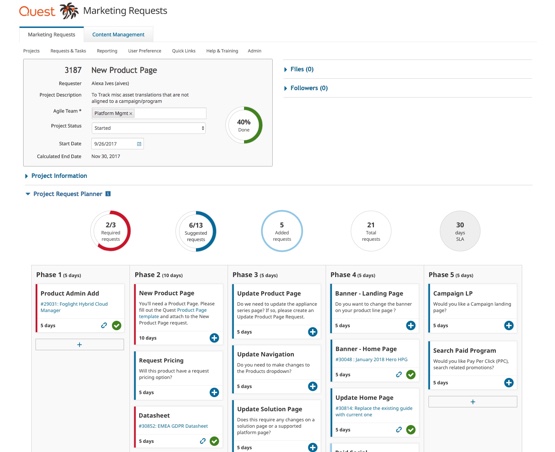 Quest Marketing Requests
Marketing Requests Content Management
Projects Requests & Tasks Reporting User Preference Quick Links Help & Training Admin
3187 New Product Page
Requester Alexa Ives (aives)
Project Description To Track misc asset translations that are not
aligned to a campaign/program
Agile Team * Platform Mgmt x
Project Status Started
Start Date 9/26/2017
Calculated End Date Nov 30, 2017
40%
Done
Files (0)
Followers (0)
Project Information
Project Request Planner
2/3
Required
requests
6/13
Suggested
requests
5
Added
requests
21
Total
requests
30
days
SLA
Phase 1 (5 days)
Product Admin Add
#29031: Foglight Hybrid Cloud
Manager
5 days
+
Phase 2 (10 days)
New Product Page
You'll need a Product Page. Please
fill out the Quest Product Page
template and attach to the
New Product Page request.
10 days
Request Pricing
Will this product have a request
pricing option?
5 days
Datasheet
#30852: EMEA GDPR Datasheet
5 days
Phase 3 (5 days)
Update Product Page
Do we need to update the appliance
series page? If so, please create an
Update Product Page Request.
5 days
Update Navigation
Do you need to make changes to
the Products dropdown?
5 days
Update Solution Page
Does this require any changes on a
solution page or a supported
platform page?
5 days
Phase 4 (5 days)
Banner - Landing Page
Do you want to change the banner
on your product line page ?
5 days
Banner - Home Page
#30048 : January 2018 Hero HPG
5 days
Update Home Page
#30814: Replace the existing guide
with current one
5 days
Paid Social
Phase 5 (5 days)
Campaign LP
Would you like a Campaign landing
page?
5 days
Search Paid Program
Would you like Pay Per Click (PPC),
search related promotions?
5 days
+